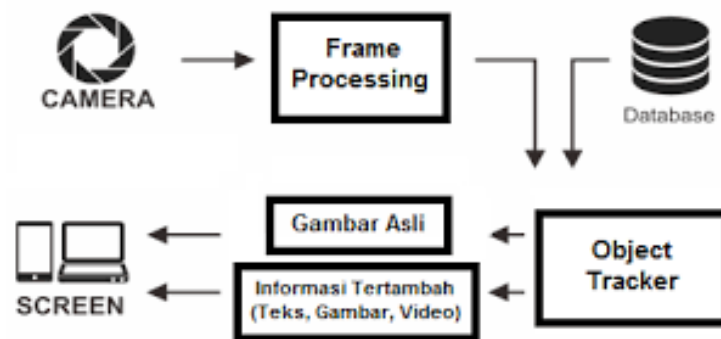 Frame
Processing
CAMERA
Database
Gambar Asli
Informasi Tertambah
(Teks, Gambar, Video)
Object
Tracker
SCREEN